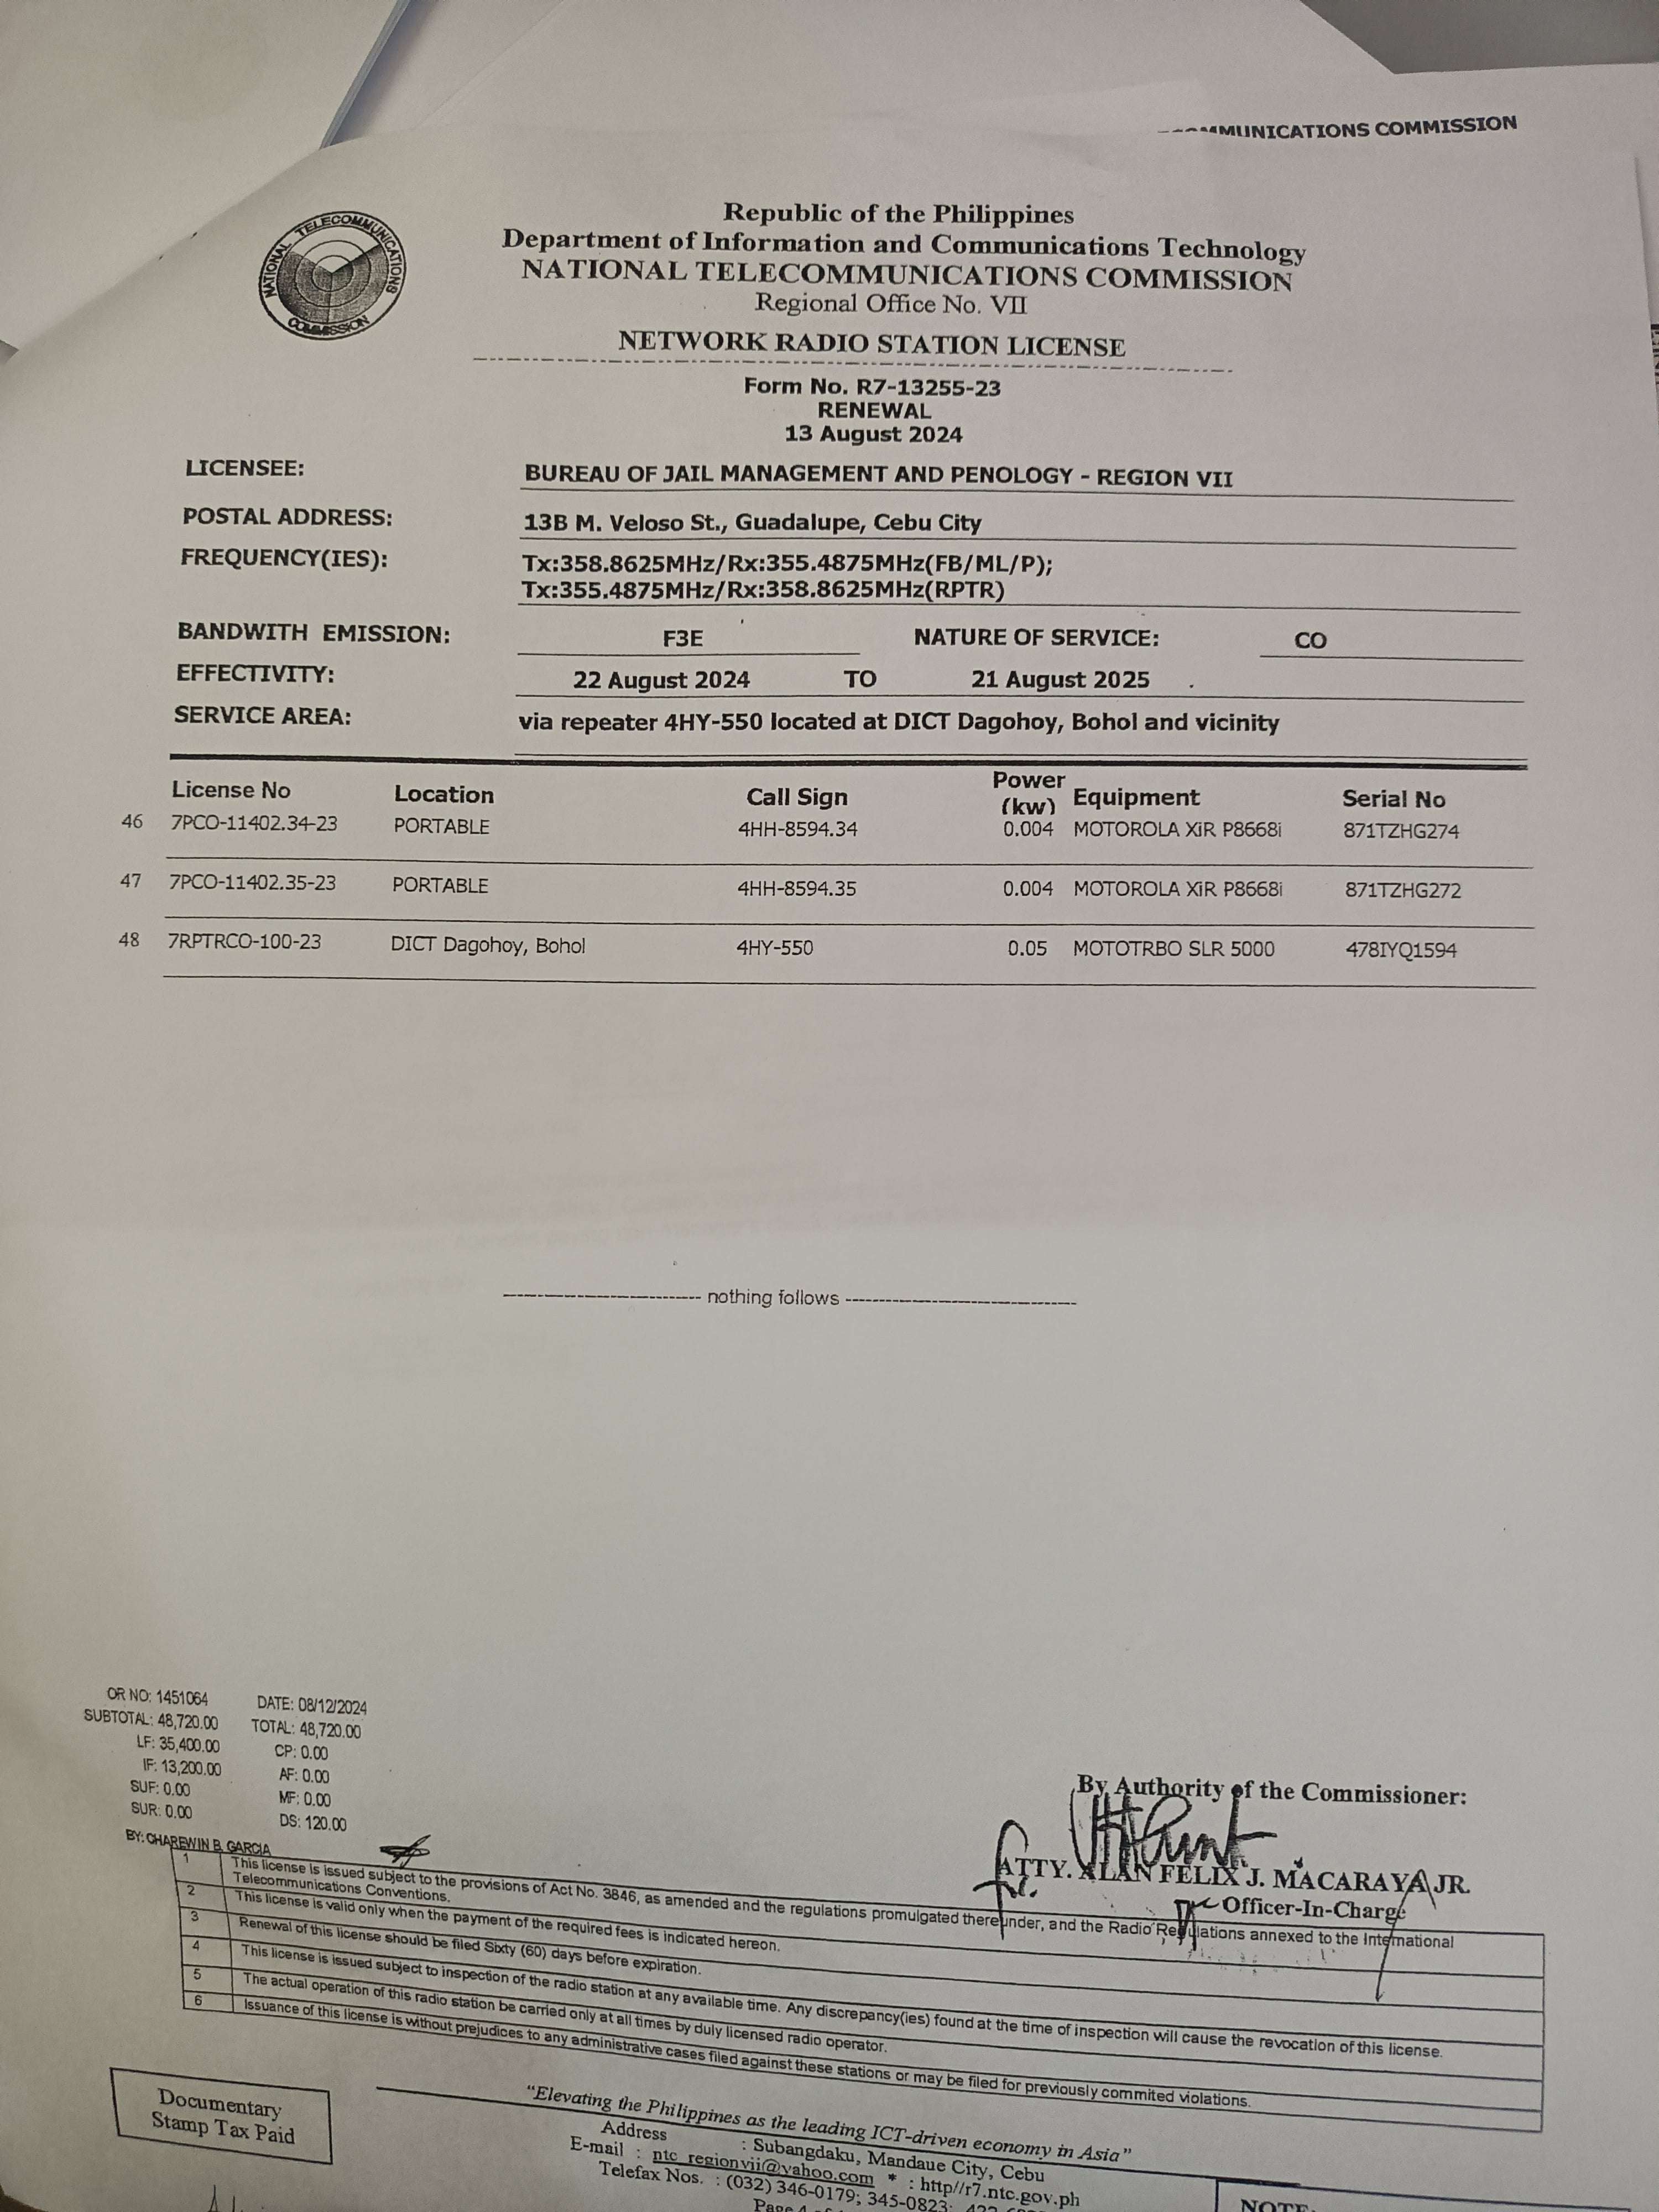 MMUNICATIONS COMMISSION
NATIONAL TELECOMMUNICATIONS COMMISSION
Republic of the Philippines
Department of Information and Communications Technology
NATIONAL TELECOMMUNICATIONS COMMISSION
Regional Office No. VII
NETWORK RADIO STATION LICENSE
Form No. R7-13255-23
RENEWAL
13 August 2024
LICENSEE: BUREAU OF JAIL MANAGEMENT AND PENOLOGY - REGION VII
POSTAL ADDRESS: 13B M. Veloso St., Guadalupe, Cebu City
FREQUENCY(IES): Tx:358.8625MHz/Rx:355.4875MHz(FB/ML/P);
Tx:355.4875MHz/Rx:358.8625MHz(RPTR)
BANDWITH EMISSION: F3E NATURE OF SERVICE: CO
EFFECTIVITY: 22 August 2024 TO 21 August 2025
SERVICE AREA: via repeater 4HY-550 located at DICT Dagohoy, Bohol and vicinity
License No Location Call Sign Power (kw) Equipment Serial No
46 7PCO-11402.34-23 PORTABLE 4HH-8594.34 0.004 MOTOROLA XiR P8668i 871TZHG274
47 7PCO-11402.35-23 PORTABLE 4HH-8594.35 0.004 MOTOROLA XiR P8668i 871TZHG272
48 7RPTRCO-100-23 DICT Dagohoy, Bohol 4HY-550 0.05 MOTOTRBO SLR 5000 478IYQ1594
---------- nothing follows ----------
OR NO: 1451064 DATE: 08/12/2024
SUBTOTAL: 48,720.00 TOTAL: 48,720.00
LF: 35,400.00 CP: 0.00
IF: 13,200.00 AF: 0.00
SUF: 0.00 MF: 0.00
SUR: 0.00 DS: 120.00
BY: CHAREWIN B. GARCIA
By Authority of the Commissioner:
ATTY. ALAN FELIX J. MACARAYA JR.
Officer-In-Charge
1 This license is issued subject to the provisions of Act No. 3846, as amended and the regulations promulgated thereunder, and the Radio Regulations annexed to the International
Telecommunications Conventions.
2 This license is valid only when the payment of the required fees is indicated hereon.
3 Renewal of this license should be filed Sixty (60) days before expiration.
4 This license is issued subject to inspection of the radio station at any available time. Any discrepancy(ies) found at the time of inspection will cause the revocation of this license.
5 The actual operation of this radio station be carried only at all times by duly licensed radio operator.
6 Issuance of this license is without prejudices to any administrative cases filed against these stations or may be filed for previously commited violations.
Documentary
Stamp Tax Paid
"Elevating the Philippines as the leading ICT-driven economy in Asia"
Address : Subangdaku, Mandaue City, Cebu
E-mail : ntc_regionvii@yahoo.com * : http//r7.ntc.gov.ph
Telefax Nos. : (032) 346-0179; 345-0823;
Page
NOTE: